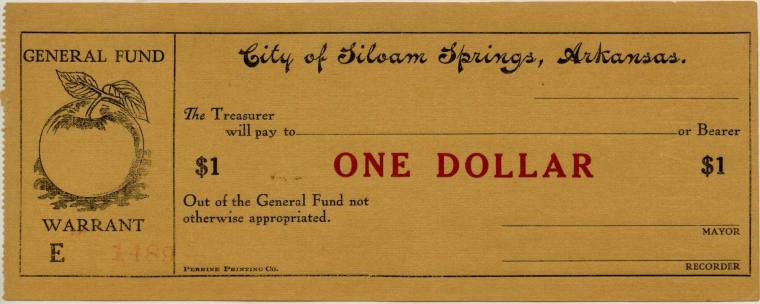 GENERAL FUND
WARRANT
E 1489
City of Siloam Springs, Arkansas.
The Treasurer
will pay to or Bearer
$1 ONE DOLLAR $1
Out of the General Fund not
otherwise appropriated.
MAYOR
RECORDER
PERRINE PRINTING CO.